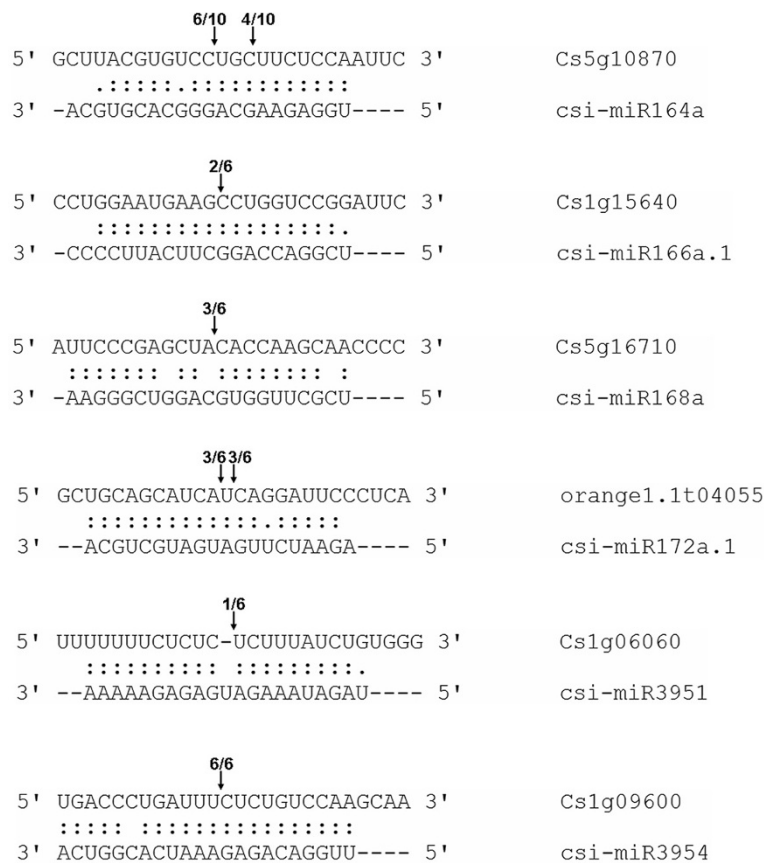 6/10 4/10
5' GCUUACGUGUCCUGCUUCUCCAAUUC 3' Cs5g10870
.:::::.::::::::::::
3' -ACGUGCACGGGACGAAGAGGU---- 5' csi-miR164a
2/6
5' CCUGGAAUGAAGCCUGGUCCGGAUUC 3' Cs1g15640
:::::::::::::::::::.
3' -CCCCUUACUUCGGACCAGGCU---- 5' csi-miR166a.1
3/6
5' AUUCCCGAGCUACACCAAGCAACCCC 3' Cs5g16710
::::::: :: :::::::: :
3' -AAGGGCUGGACGUGGUUCGCU---- 5' csi-miR168a
3/6 3/6
5' GCUGCAGCAUCAUCAGGAUUCCCUCA 3' orange1.1t04055
:::::::::::::.:::::
3' --ACGUCGUAGUAGUUCUAAGA---- 5' csi-miR172a.1
1/6
5' UUUUUUUCUCUC-UCUUUAUCUGUGGG 3' Cs1g06060
:::::::::: :::::::::.
3' --AAAAAGAGAGUAGAAAUAGAU---- 5' csi-miR3951
6/6
5' UGACCCUGAUUUCUCUGUCCAAGCAA 3' Cs1g09600
::::: ::::::::::::::::
3' ACUGGCACUAAAGAGACAGGUU---- 5' csi-miR3954